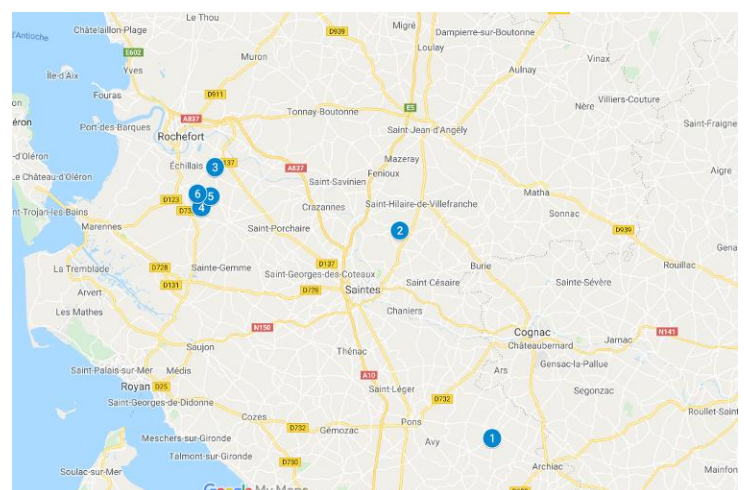 Le Thou
Migré
Châtelaillon-Plage
D939
Dampierre-sur-Boutonne
d'Antioche
Loulay
E602
Muron
Vinax
Yves
Aulnay
Île-d'Aix
Fouras
D911
Villiers-Couture
Nère
Tonnay-Boutonne
E5
A837
Saint-Fraigne
éron
Port-des-Barques
Saint-Jean-d'Angély
Rochefort
-d'Oléron
Mazeray
Échillais
3
137
A837
Fenioux
Aigre
Le Château-d'Oléron
Saint-Savinien
6
5
Matha
D123
4
D73
Crazannes
Saint-Hilaire-de-Villefranche
nt-Trojan-les-Bains
Sonnac
Marennes
Saint-Porchaire
2
D939
Gena
D137
Burie
Rouillac
La Tremblade
D728
Sainte-Gemme
Saint-Georges-des-Coteaux
Saint Césaire
Sainte-Sévère
Arvert
D131
D728
Saintes
Les Mathes
Chaniers
N150
Cognac
N141
Saujon
Thénac
Châteaubernard
Jarnac
Saint-Palais-sur-Mer
Médis
A10
Ars
Gensac-la-Pallue
Royan
D25
Saint-Léger
Segonzac
Saint-Georges-de-Didonne
D732
Cozes
Pons
Roullet-Saint
D732
Gémozac
Meschers-sur-Gironde
Avy
1
Talmont-sur-Gironde
D730
Archiac
Soulac-sur-Mer
Mainfon
Google My Maps